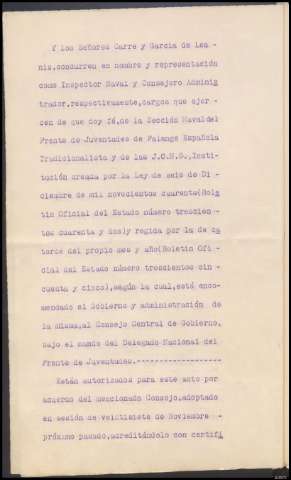 Y los Señores Carre y García de Lea -
nis,concurren en nombre y representación
como Inspector Naval y Consejero Adminis
trador,respectivamente,cargos que ejer-
cen de que doy fé,de la Sección Naval del
Frente de Juventudes de Falange Española
Tradicionalista y de las J.O.N.S.,Insti-
tución creada por la Ley de seis de Di-
ciembre de mil novecientos cuarenta(Bole
tin Oficial del Estado número trescien-
tos cuarenta y dos)y regida por la de ca
torce del propio mes y año(Boletin Ofi-
cial del Estado número trescientos cin-
cuenta y cinco),según la cual,está enco-
mendado el Gobierno y administración de
la misma,al Consejo Central de Gobierno,
bajo el mando del Delegado Nacional del
Frente de Juventudes.--------------------
Están autorizados para este acto por
acuerdo del mencionado Consejo,adoptado
en sesión de veintisiete de Noviembre -
próximo pasado,acreditándolo con certifi